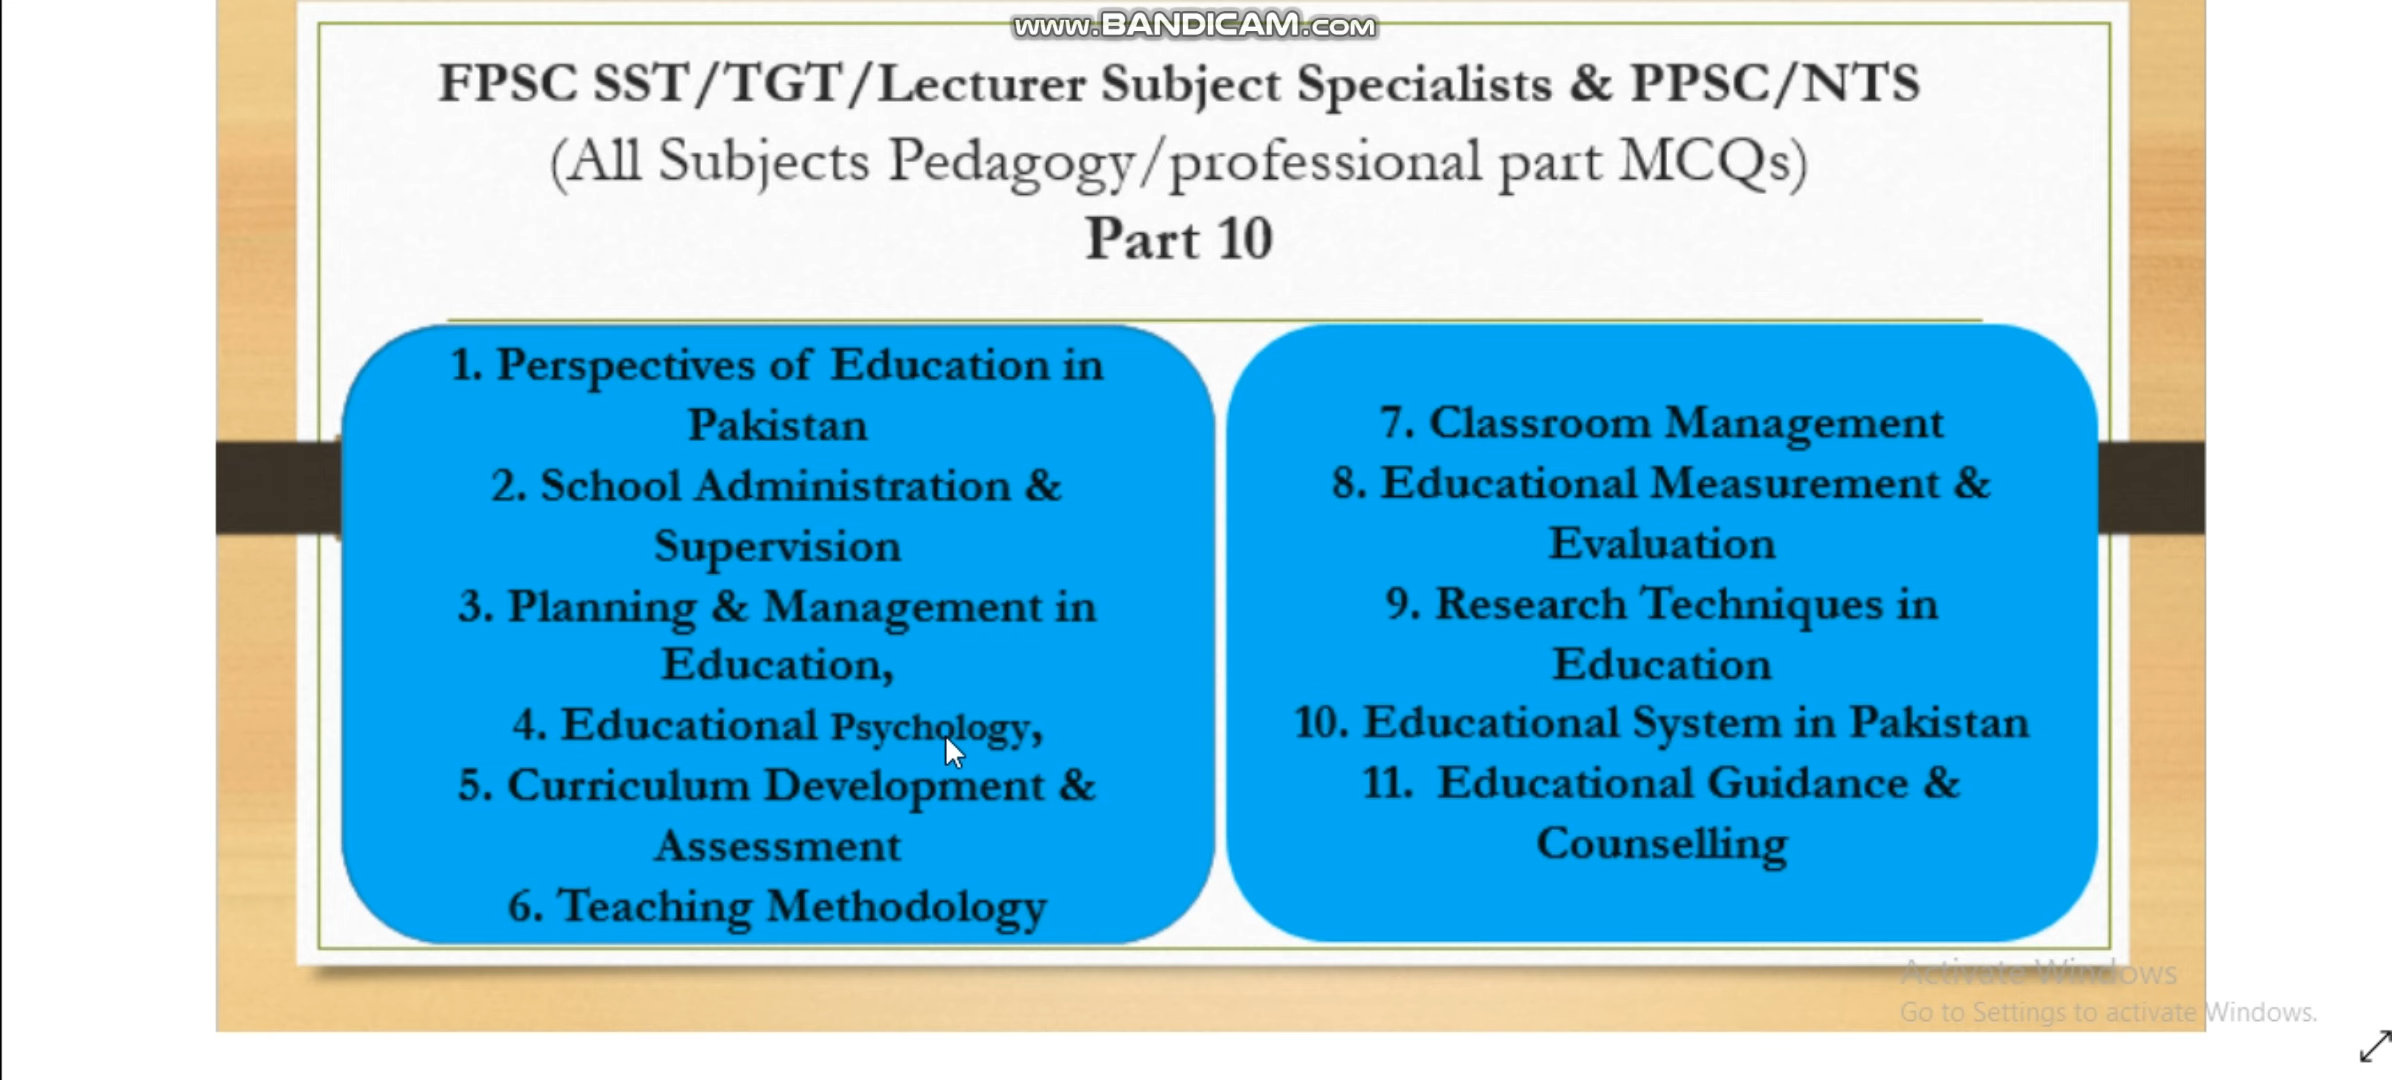 www.BANDICAM.com
FPSC SST/TGT/Lecturer Subject Specialists & PPSC/NTS
(All Subjects Pedagogy/professional part MCQs)
Part 10
1. Perspectives of Education in
Pakistan
2. School Administration &
Supervision
3. Planning & Management in
Education,
4. Educational Psychology,
5. Curriculum Development &
Assessment
6. Teaching Methodology
7. Classroom Management
8. Educational Measurement &
Evaluation
9. Research Techniques in
Education
10. Educational System in Pakistan
11. Educational Guidance &
Counselling
Activate Windows
Go to Settings to activate Windows.